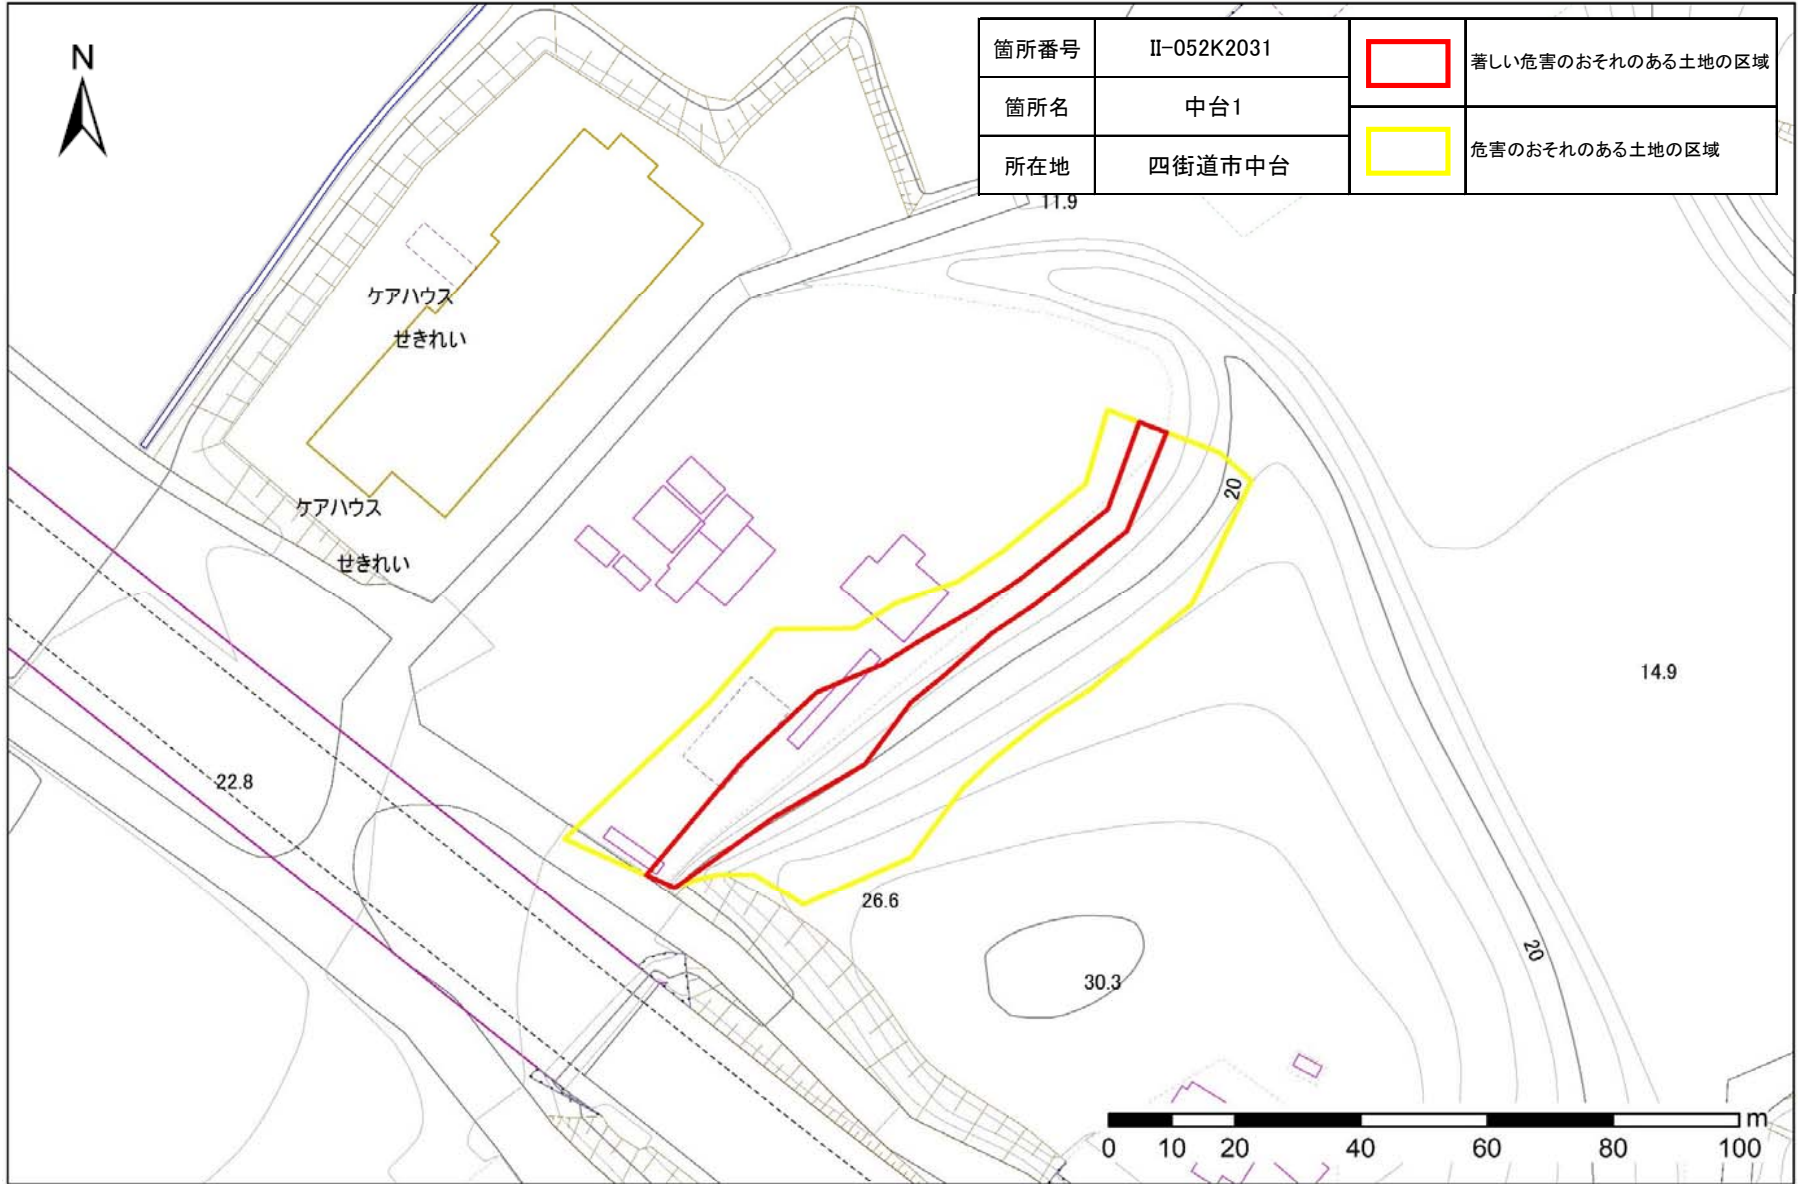 N
箇所番号 II-052K2031
箇所名 中台1
所在地 四街道市中台
著しい危害のおそれのある土地の区域
危害のおそれのある土地の区域
11.9
ケアハウス
せきれい
ケアハウス
せきれい
20
14.9
22.8
26.6
20
30.3
m
0 10 20 40 60 80 100